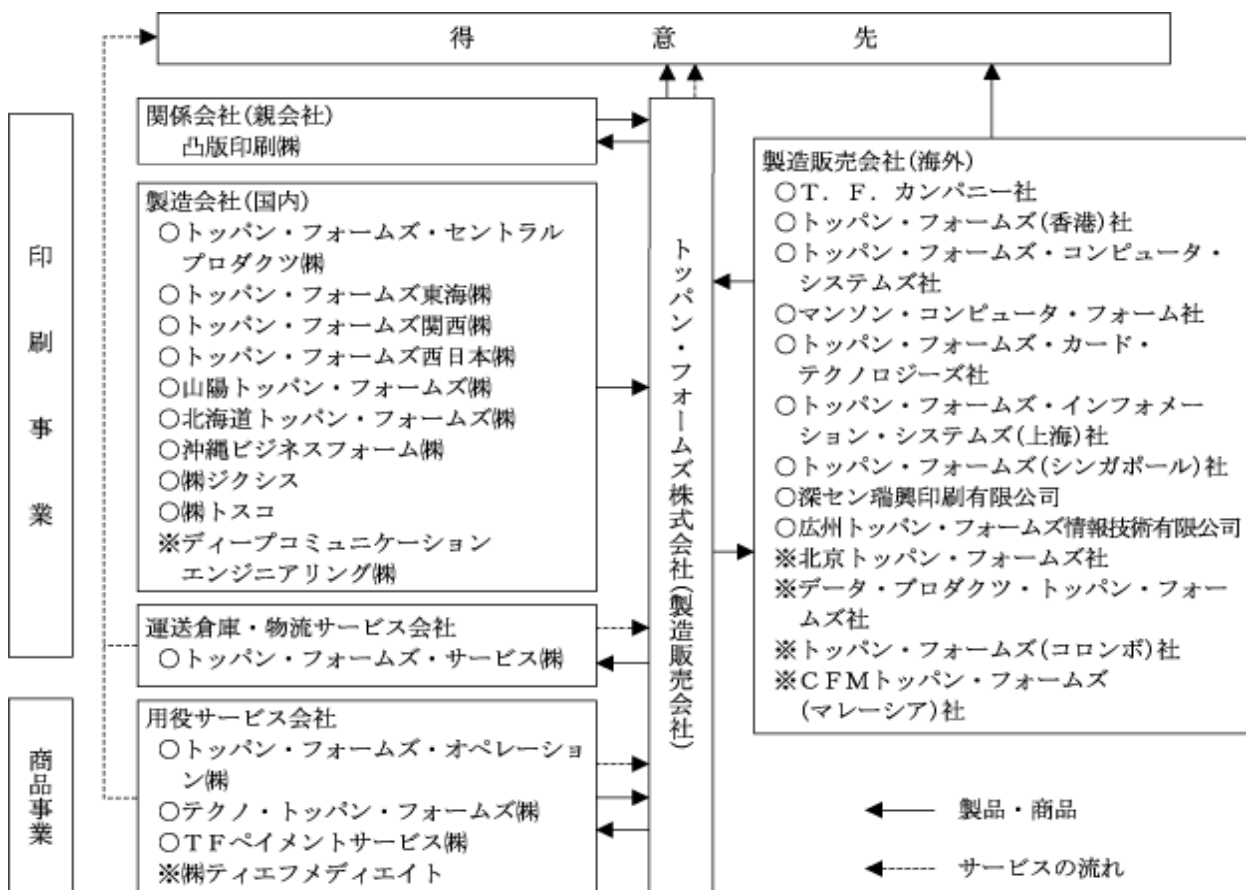 得意先
印刷事業
商品事業
関係会社(親会社)
凸版印刷㈱
製造会社(国内)
○トッパン・フォームズ・セントラル
プロダクツ㈱
○トッパン・フォームズ東海㈱
○トッパン・フォームズ関西㈱
○トッパン・フォームズ西日本㈱
○山陽トッパン・フォームズ㈱
○北海道トッパン・フォームズ㈱
○沖縄ビジネスフォーム㈱
○㈱ジクシス
○㈱トスコ
※ディープコミュニケーション
エンジニアリング㈱
運送倉庫・物流サービス会社
○トッパン・フォームズ・サービス㈱
用役サービス会社
○トッパン・フォームズ・オペレーショ
ン㈱
○テクノ・トッパン・フォームズ㈱
○TFペイメントサービス㈱
※㈱ティエフメディエイト
トッパン・フォームズ株式会社(製造販売会社)
製造販売会社(海外)
○T.F.カンパニー社
○トッパン・フォームズ(香港)社
○トッパン・フォームズ・コンピュータ・
システムズ社
○マンソン・コンピュータ・フォーム社
○トッパン・フォームズ・カード・
テクノロジーズ社
○トッパン・フォームズ・インフォメー
ション・システムズ(上海)社
○トッパン・フォームズ(シンガポール)社
○深セン瑞興印刷有限公司
○広州トッパン・フォームズ情報技術有限公司
※北京トッパン・フォームズ社
※データ・プロダクツ・トッパン・フォー
ムズ社
※トッパン・フォームズ(コロンボ)社
※CFMトッパン・フォームズ
(マレーシア)社
製品・商品
サービスの流れ